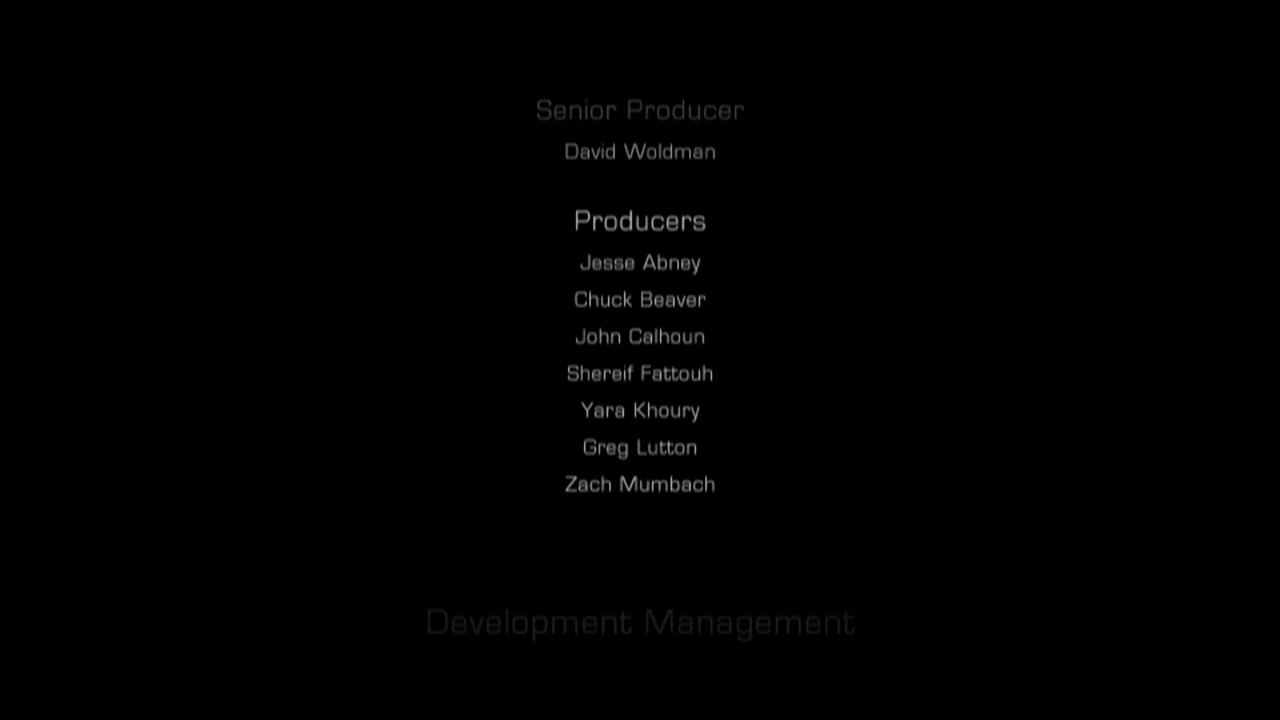 Senior Producer
David Woldman
Producers
Jesse Abney
Chuck Beaver
John Calhoun
Shereif Fattouh
Yara Khoury
Greg Lutton
Zach Mumbach
Development Management